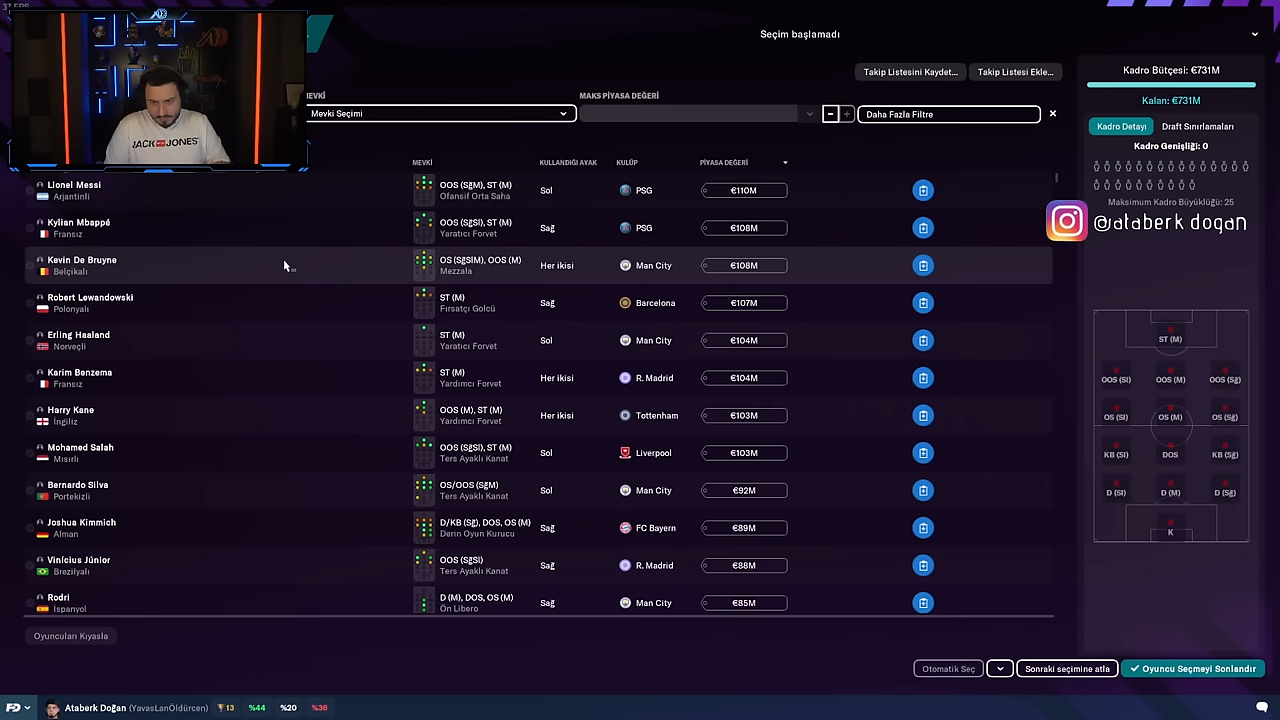 37 FPS
JACK JONES
Seçim başlamadı
Takip Listesini Kaydet...
Takip Listesi Ekle...
MEVKİ
MAKS PİYASA DEĞERİ
Mevki Seçimi
Daha Fazla Filtre
MEVKİ
KULLANDIĞI AYAK
KULÜP
PİYASA DEĞERİ
Lionel Messi
Arjantinli
OOS (SğM), ST (M)
Ofansif Orta Saha
Sol
PSG
€110M
Kylian Mbappé
Fransız
OOS (SğSl), ST (M)
Yaratıcı Forvet
Sağ
PSG
€108M
Kevin De Bruyne
Belçikalı
OS (SğSlM), OOS (M)
Mezzala
Her ikisi
Man City
€108M
Robert Lewandowski
Polonyalı
ST (M)
Fırsatçı Golcü
Sağ
Barcelona
€107M
Erling Haaland
Norveçli
ST (M)
Yaratıcı Forvet
Sol
Man City
€104M
Karim Benzema
Fransız
ST (M)
Yardımcı Forvet
Her ikisi
R. Madrid
€104M
Harry Kane
İngiliz
OOS (M), ST (M)
Yardımcı Forvet
Her ikisi
Tottenham
€103M
Mohamed Salah
Mısırlı
OOS (SğSl), ST (M)
Ters Ayaklı Kanat
Sol
Liverpool
€103M
Bernardo Silva
Portekizli
OS/OOS (SğM)
Ters Ayaklı Kanat
Sol
Man City
€92M
Joshua Kimmich
Alman
D/KB (Sğ), DOS, OS (M)
Derin Oyun Kurucu
Sağ
FC Bayern
€89M
Vinícius Júnior
Brezilyalı
OOS (SğSl)
Ters Ayaklı Kanat
Sağ
R. Madrid
€88M
Rodri
İspanyol
D (M), DOS, OS (M)
Ön Libero
Sağ
Man City
€85M
Oyuncuları Kıyasla
Kadro Bütçesi: €731M
Kalan: €731M
Kadro Detayı
Draft Sınırlamaları
Kadro Genişliği: 0
Maksimum Kadro Büyüklüğü: 25
@ataberk dogan
ST (M)
OOS (Sl)
OOS (M)
OOS (Sğ)
OS (Sl)
OS (M)
OS (Sğ)
KB (Sl)
DOS
KB (Sğ)
D (Sl)
D (M)
D (Sğ)
K
Otomatik Seç
Sonraki seçimine atla
Oyuncu Seçmeyi Sonlandır
FD
Ataberk Doğan (YavasLanÖldürcen)
13
%44
%20
%36